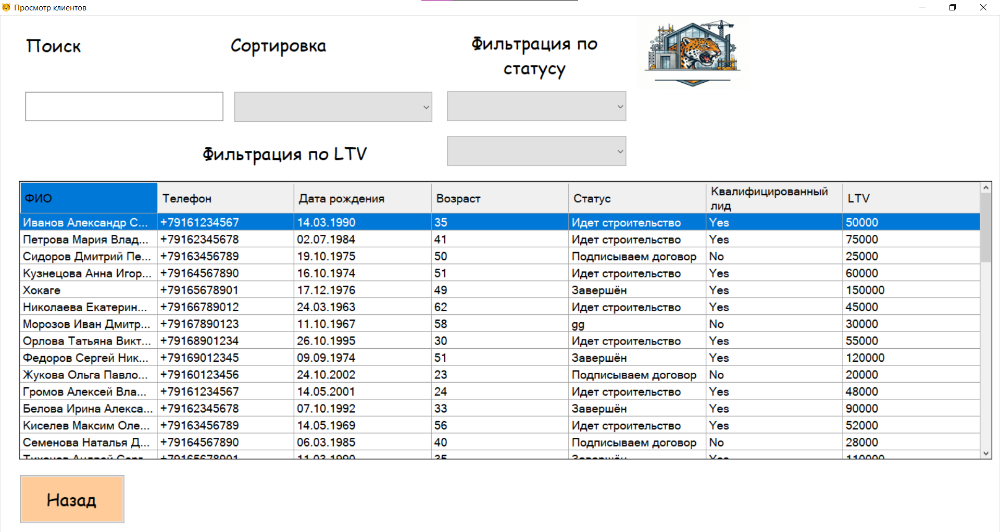 Просмотр клиентов
Поиск
Сортировка
Фильтрация по
статусу
Фильтрация по LTV
ФИО Телефон Дата рождения Возраст Статус Квалифицированный лид LTV
Иванов Александр С... +79161234567 14.03.1990 35 Идет строительство Yes 50000
Петрова Мария Влад... +79162345678 02.07.1984 41 Идет строительство Yes 75000
Сидоров Дмитрий Пе... +79163456789 19.10.1975 50 Подписываем договор No 25000
Кузнецова Анна Игор... +79164567890 16.10.1974 51 Идет строительство Yes 60000
Хокаге +79165678901 17.12.1976 49 Завершён Yes 150000
Николаева Екатерин... +79166789012 24.03.1963 62 Идет строительство Yes 45000
Морозов Иван Дмитр... +79167890123 11.10.1967 58 gg No 30000
Орлова Татьяна Викт... +79168901234 26.10.1995 30 Идет строительство Yes 55000
Федоров Сергей Ник... +79169012345 09.09.1974 51 Завершён Yes 120000
Жукова Ольга Павло... +79160123456 24.10.2002 23 Подписываем договор No 20000
Громов Алексей Вла... +79161234567 14.05.2001 24 Идет строительство Yes 48000
Белова Ирина Алекса... +79162345678 07.10.1992 33 Завершён Yes 90000
Киселев Максим Оле... +79163456789 14.05.1969 56 Идет строительство Yes 52000
Семенова Наталья Д... +79164567890 06.03.1985 40 Подписываем договор No 28000
Назад